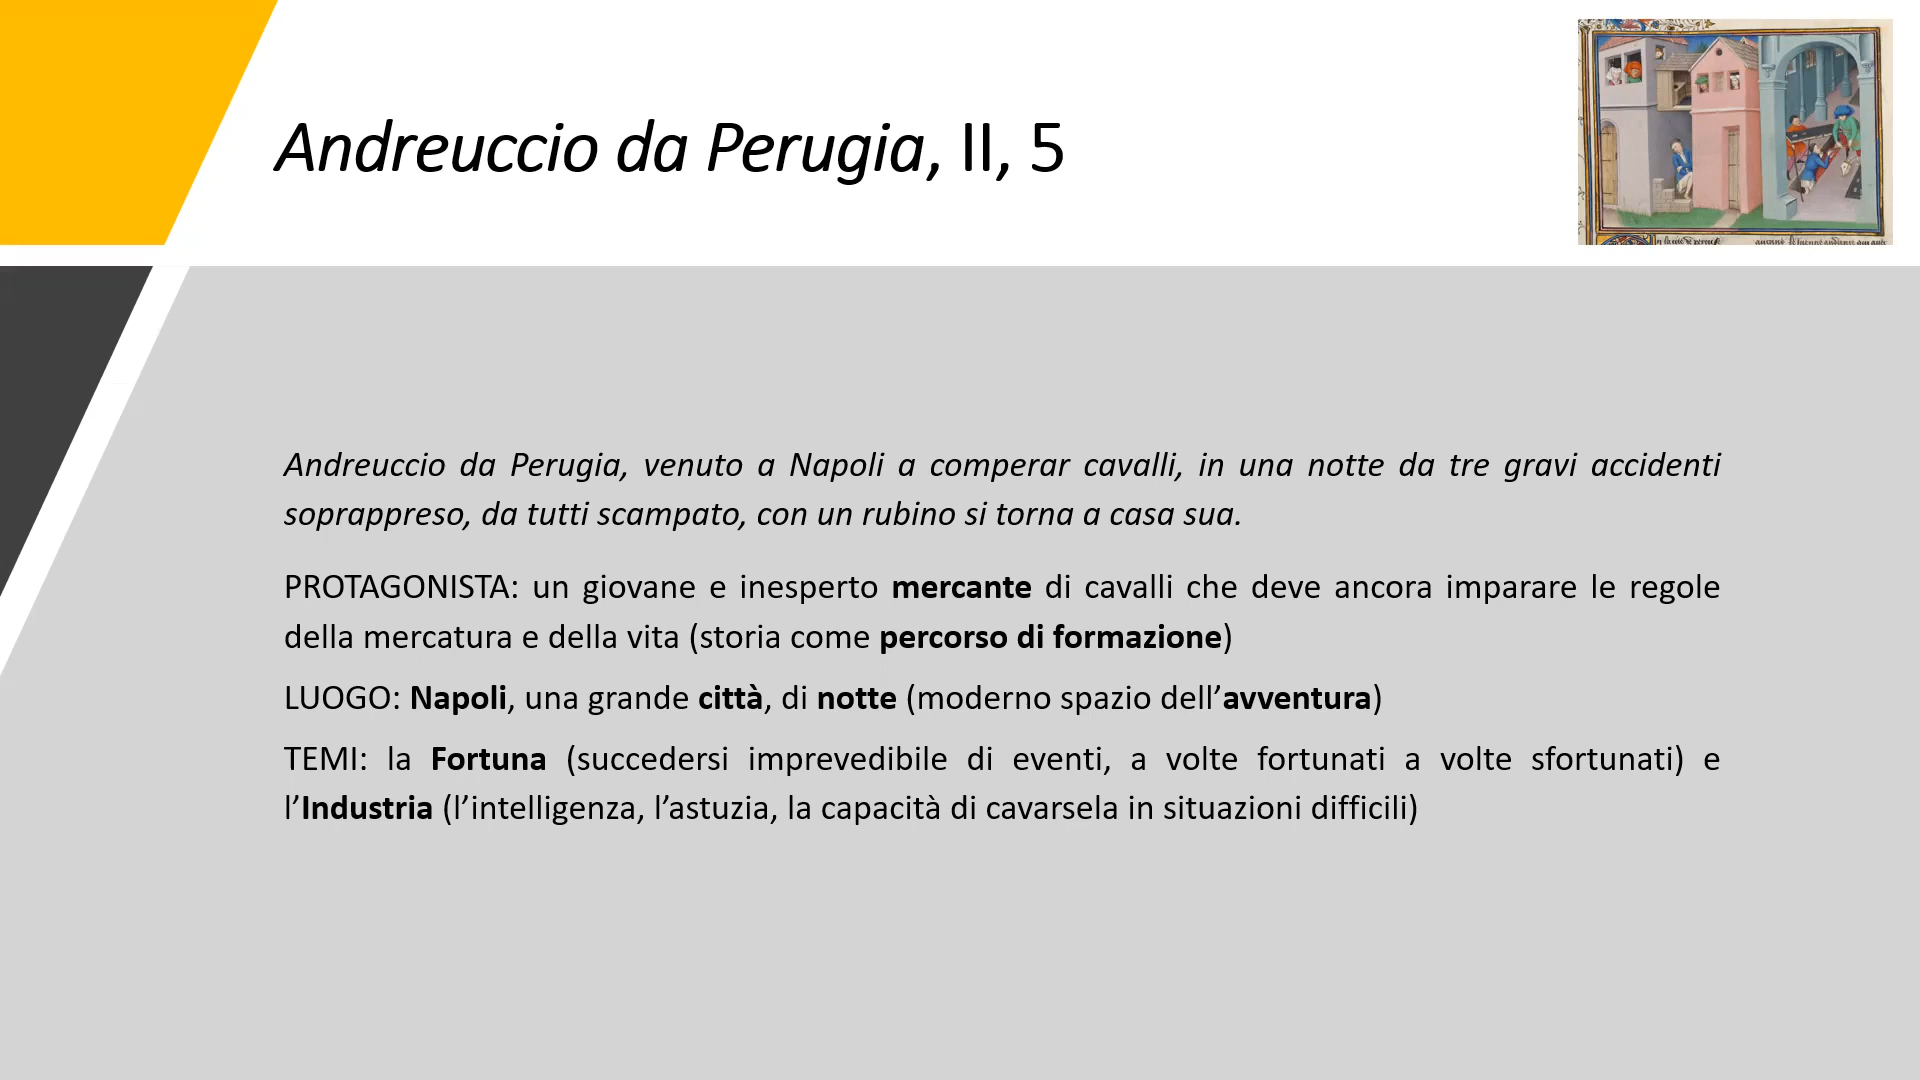 Andreuccio da Perugia, II, 5
Andreuccio da Perugia, venuto a Napoli a comperar cavalli, in una notte da tre gravi accidenti
soprappreso, da tutti scampato, con un rubino si torna a casa sua.
PROTAGONISTA: un giovane e inesperto mercante di cavalli che deve ancora imparare le regole
della mercatura e della vita (storia come percorso di formazione)
LUOGO: Napoli, una grande città, di notte (moderno spazio dell’avventura)
TEMI: la Fortuna (succedersi imprevedibile di eventi, a volte fortunati a volte sfortunati) e
l’Industria (l’intelligenza, l’astuzia, la capacità di cavarsela in situazioni difficili)